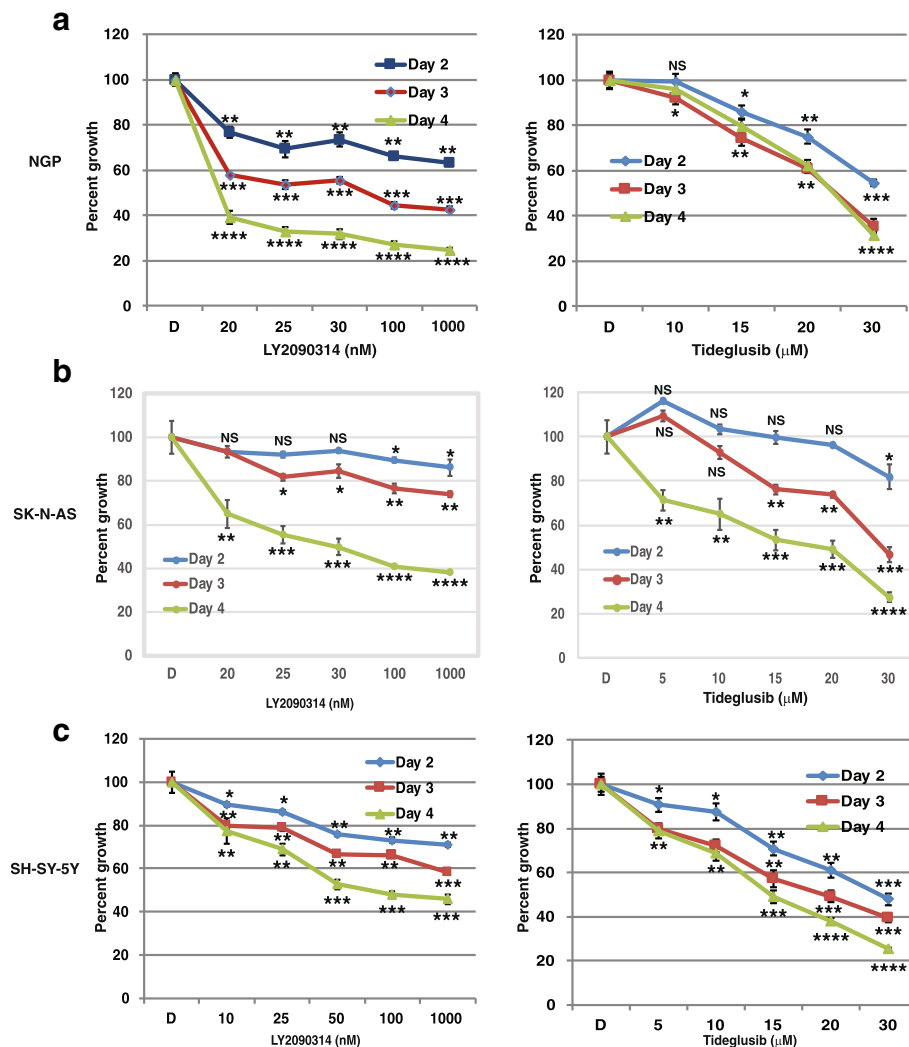 a
120
100
80
60
40
20
0
Percent growth
NGP
Day 2
Day 3
Day 4
** ** ** ** **
*** *** *** *** ***
**** **** **** **** ****
D 20 25 30 100 1000
LY2090314 (nM)
120
100
80
60
40
20
0
Percent growth
Day 2
Day 3
Day 4
NS * ** ***
* ** ** ****
D 10 15 20 30
Tideglusib (μM)
b
120
100
80
60
40
20
0
Percent growth
SK-N-AS
Day 2
Day 3
Day 4
NS NS NS * *
* * ** **
** *** *** **** ****
D 20 25 30 100 1000
LY2090314 (nM)
120
100
80
60
40
20
0
Percent growth
Day 2
Day 3
Day 4
NS NS NS NS *
NS NS ** ** ***
** ** *** *** ****
D 5 10 15 20 30
Tideglusib (μM)
c
120
100
80
60
40
20
0
Percent growth
SH-SY-5Y
Day 2
Day 3
Day 4
* * ** ** **
** ** ** ** ***
** ** *** *** ***
D 10 25 50 100 1000
LY2090314 (nM)
120
100
80
60
40
20
0
Percent growth
Day 2
Day 3
Day 4
* * ** ** ***
** *** ***
** ** *** **** ****
D 5 10 15 20 30
Tideglusib (μM)